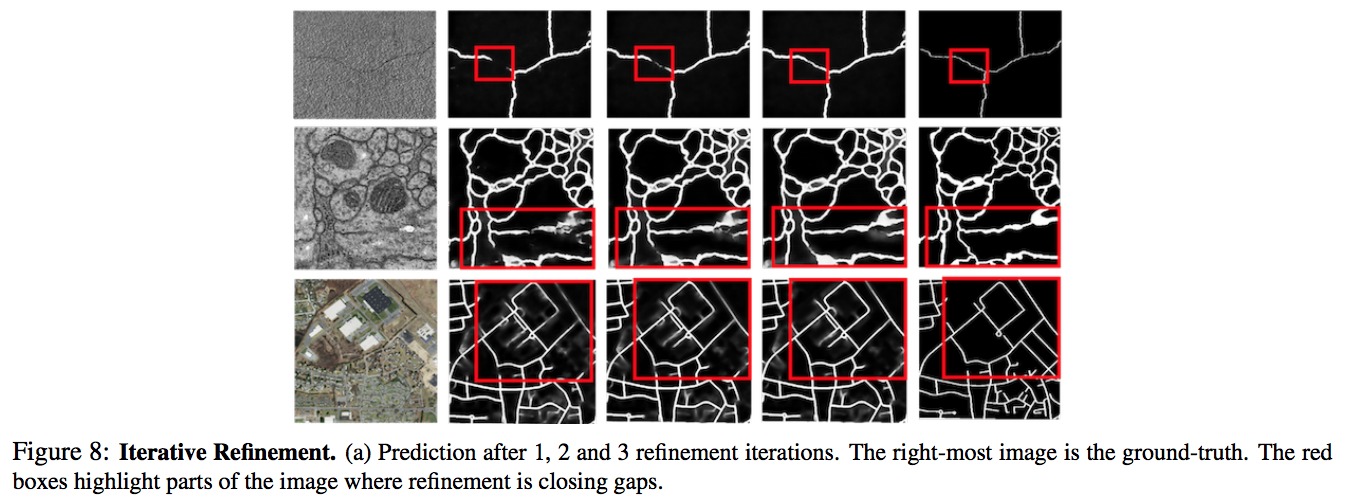 Figure 8: Iterative Refinement. (a) Prediction after 1, 2 and 3 refinement iterations. The right-most image is the ground-truth. The red
boxes highlight parts of the image where refinement is closing gaps.